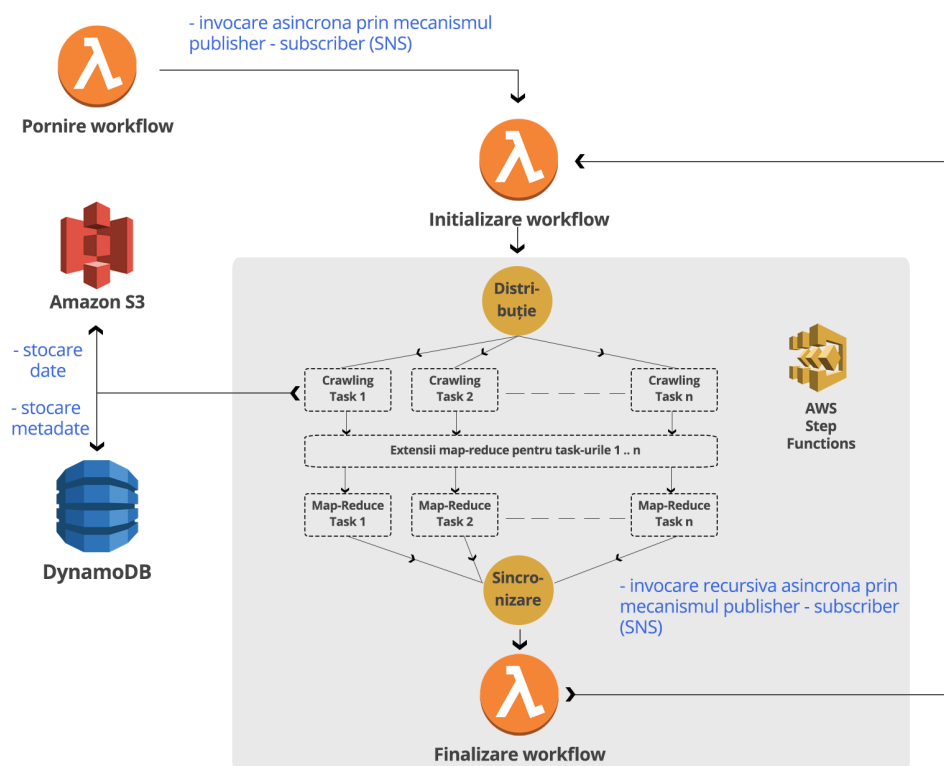 - invocare asincrona prin mecanismul
publisher - subscriber (SNS)
Pornire workflow
Initializare workflow
Amazon S3
- stocare
date
- stocare
metadate
DynamoDB
Distri-
buție
Crawling
Task 1
Crawling
Task 2
Crawling
Task n
AWS
Step
Functions
Extensii map-reduce pentru task-urile 1 .. n
Map-Reduce
Task 1
Map-Reduce
Task 2
Map-Reduce
Task n
Sincro-
nizare
- invocare recursiva asincrona prin
mecanismul publisher - subscriber
(SNS)
Finalizare workflow